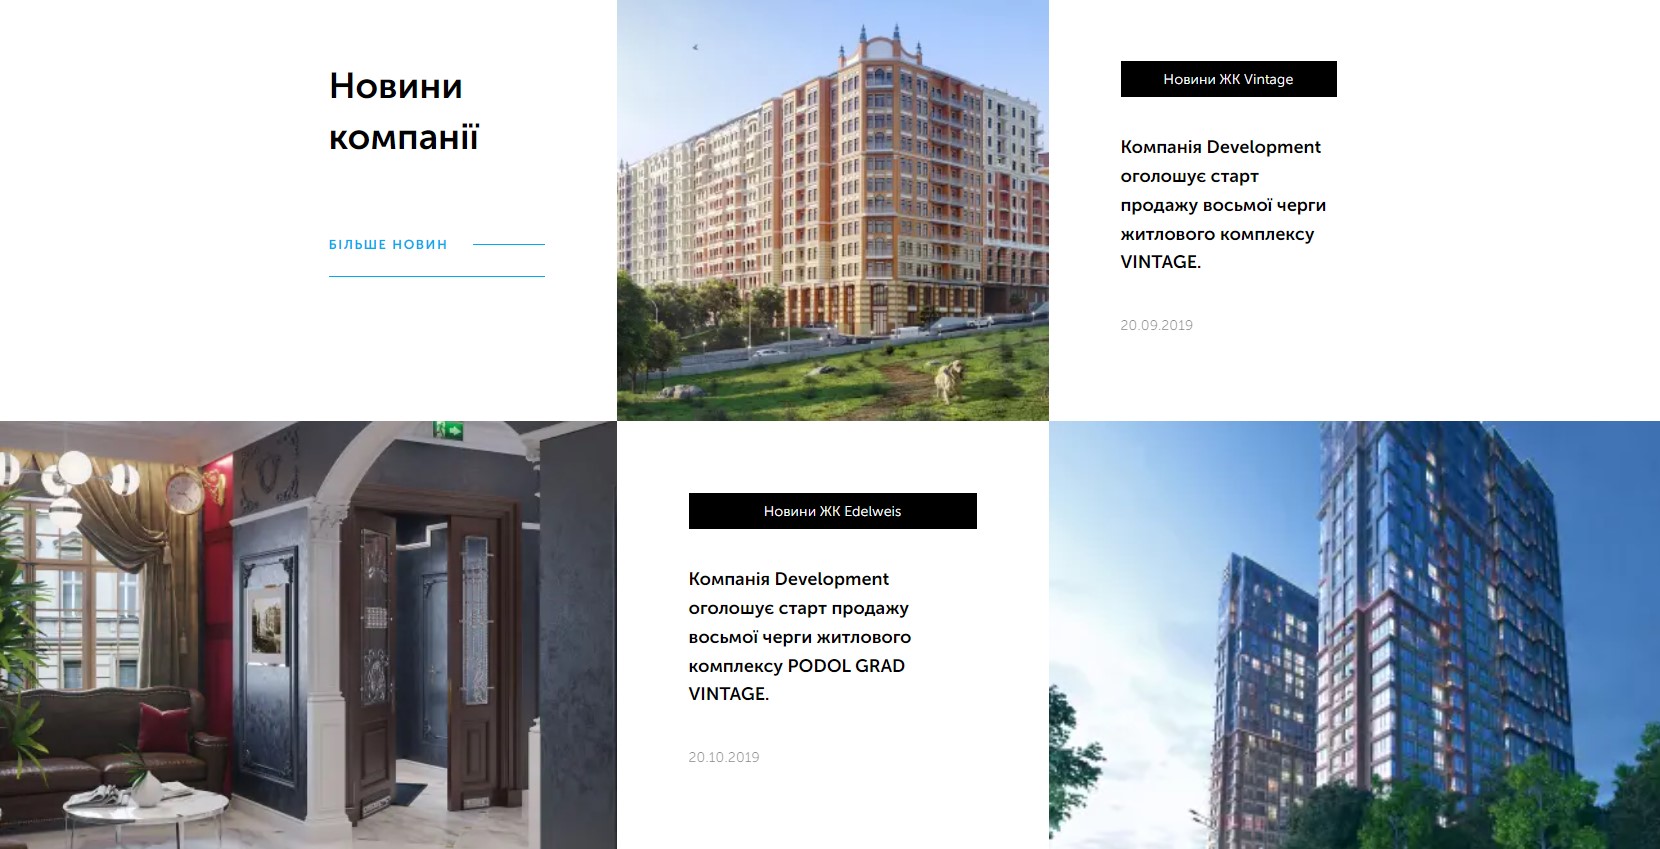 Новини
компанії
БІЛЬШЕ НОВИН
Новини ЖК Vintage
Компанія Development
оголошує старт
продажу восьмої черги
житлового комплексу
VINTAGE.
20.09.2019
Новини ЖК Edelweis
Компанія Development
оголошує старт продажу
восьмої черги житлового
комплексу PODOL GRAD
VINTAGE.
20.10.2019